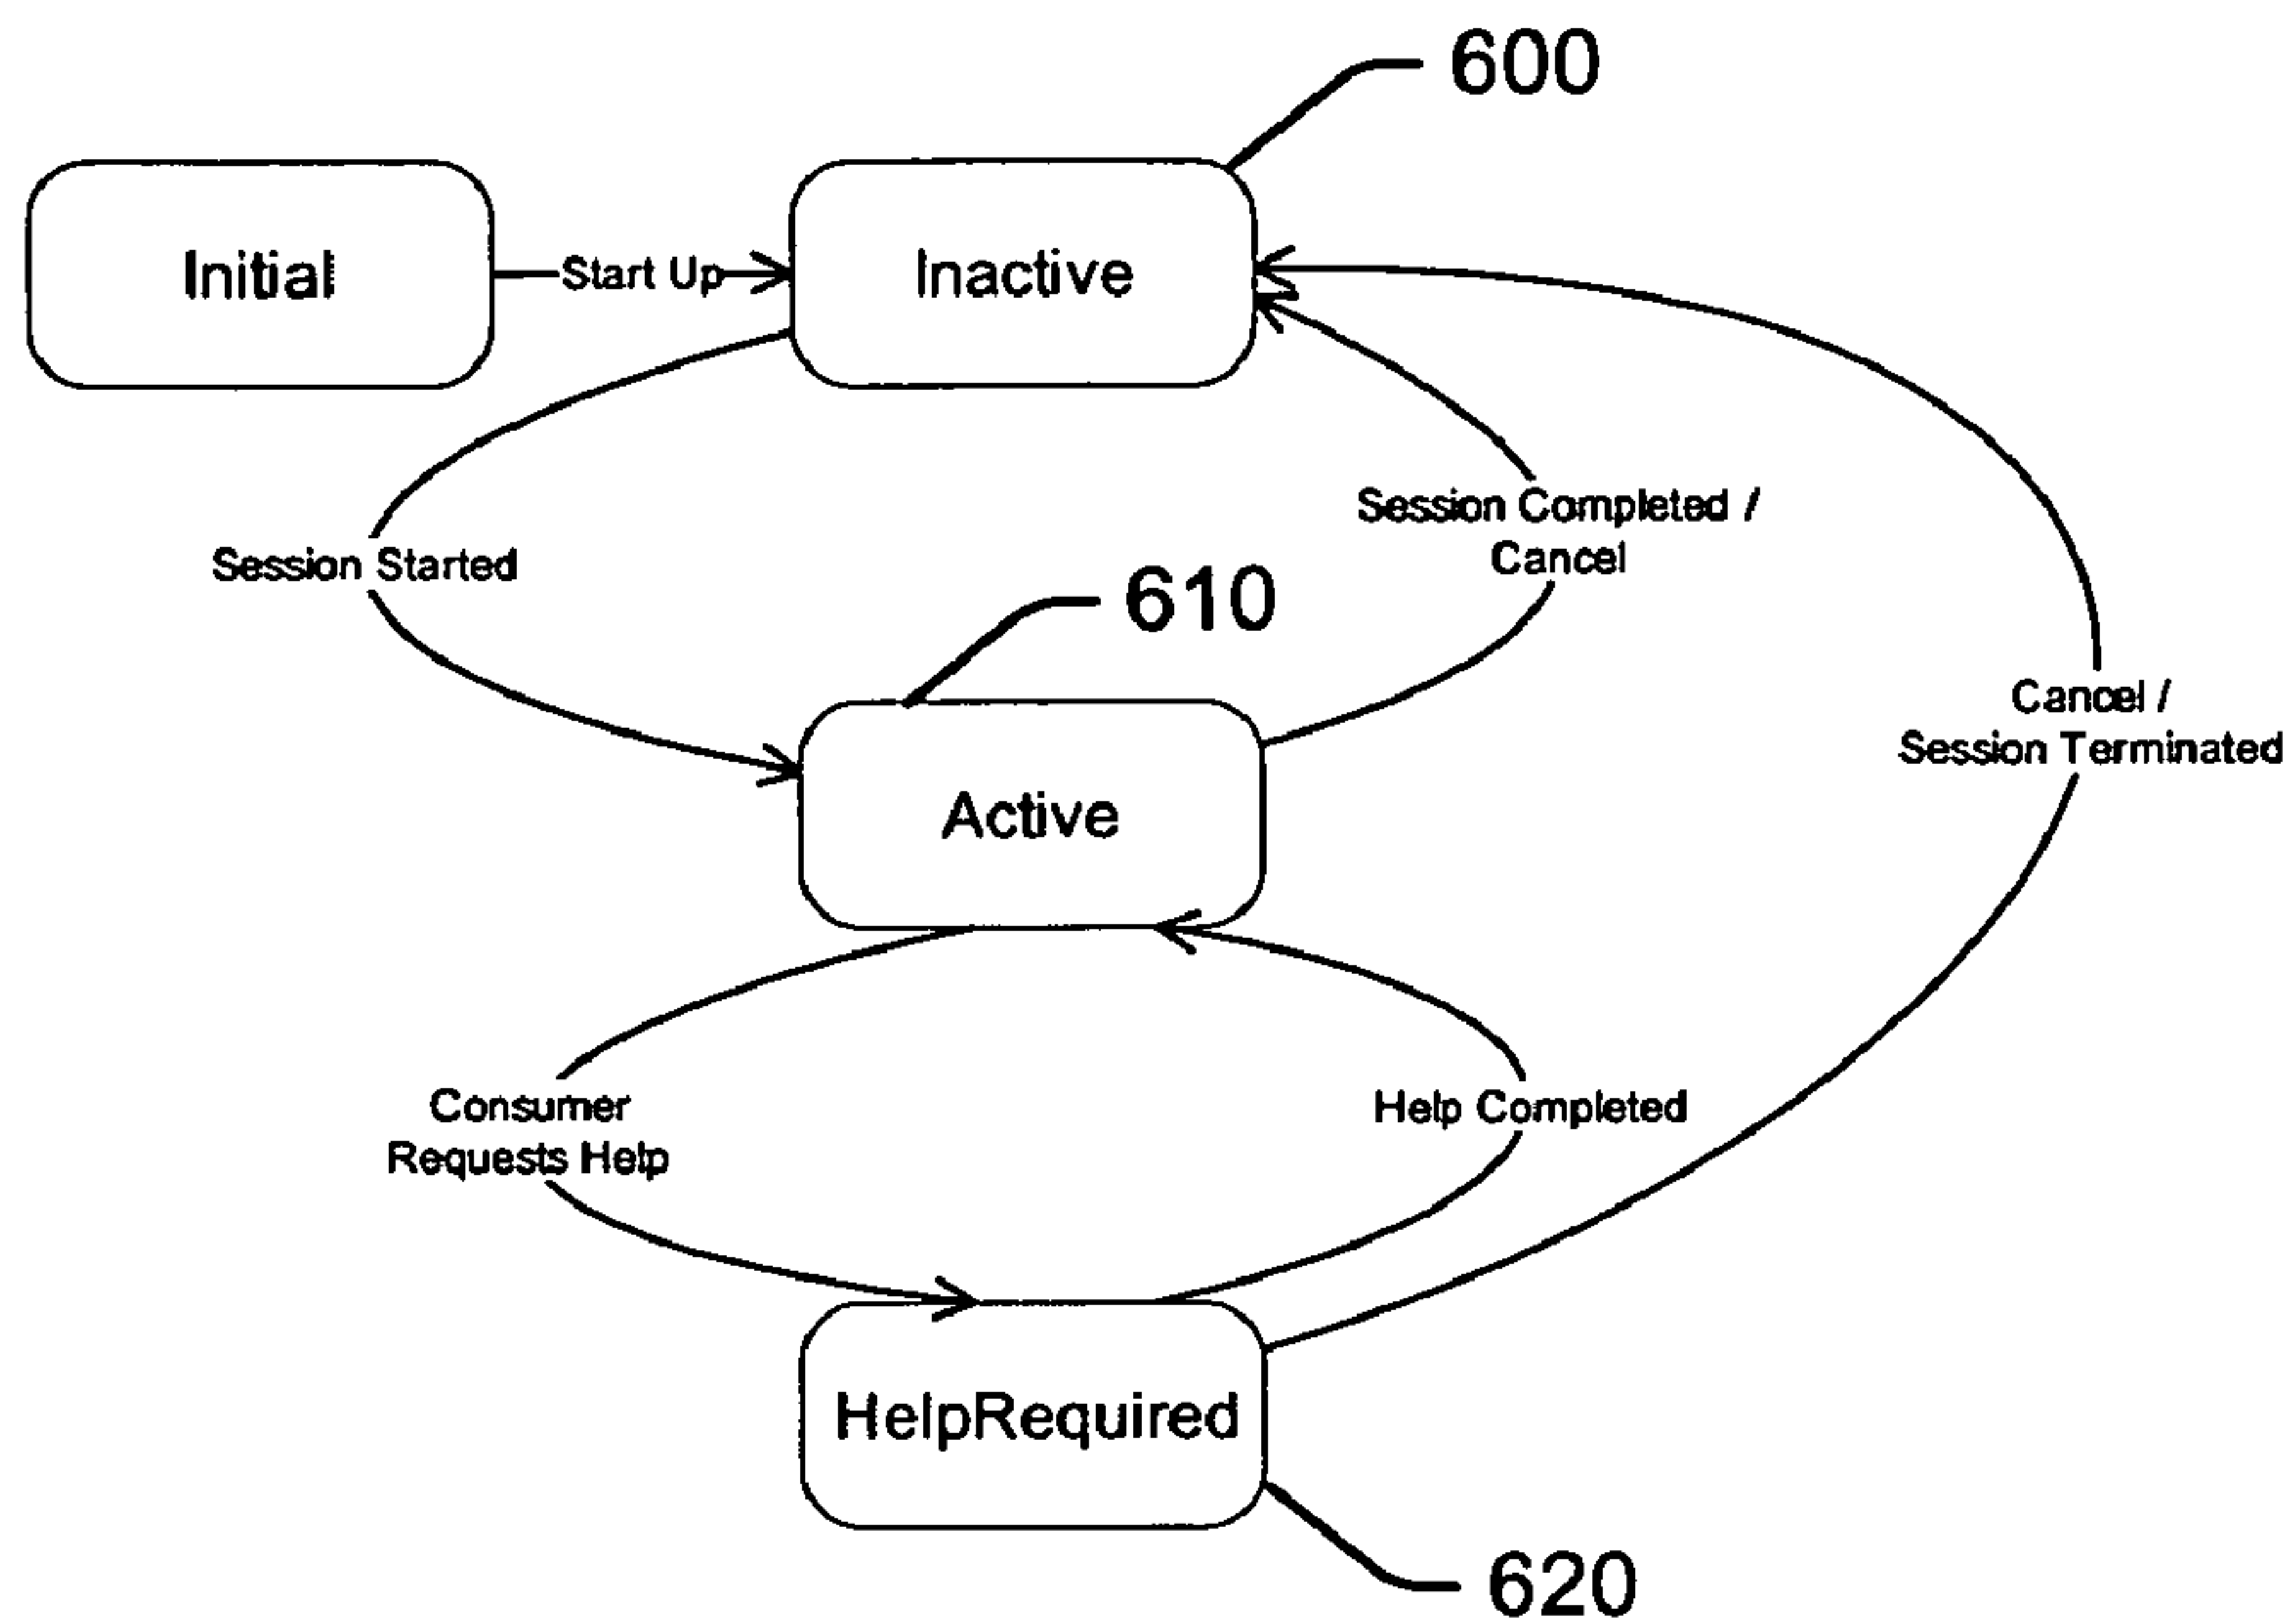 600
Initial
Start Up
Inactive
Session Completed /
Cancel
Session Started
610
Cancel /
Session Terminated
Active
Consumer
Requests Help
Help Completed
HelpRequired
620